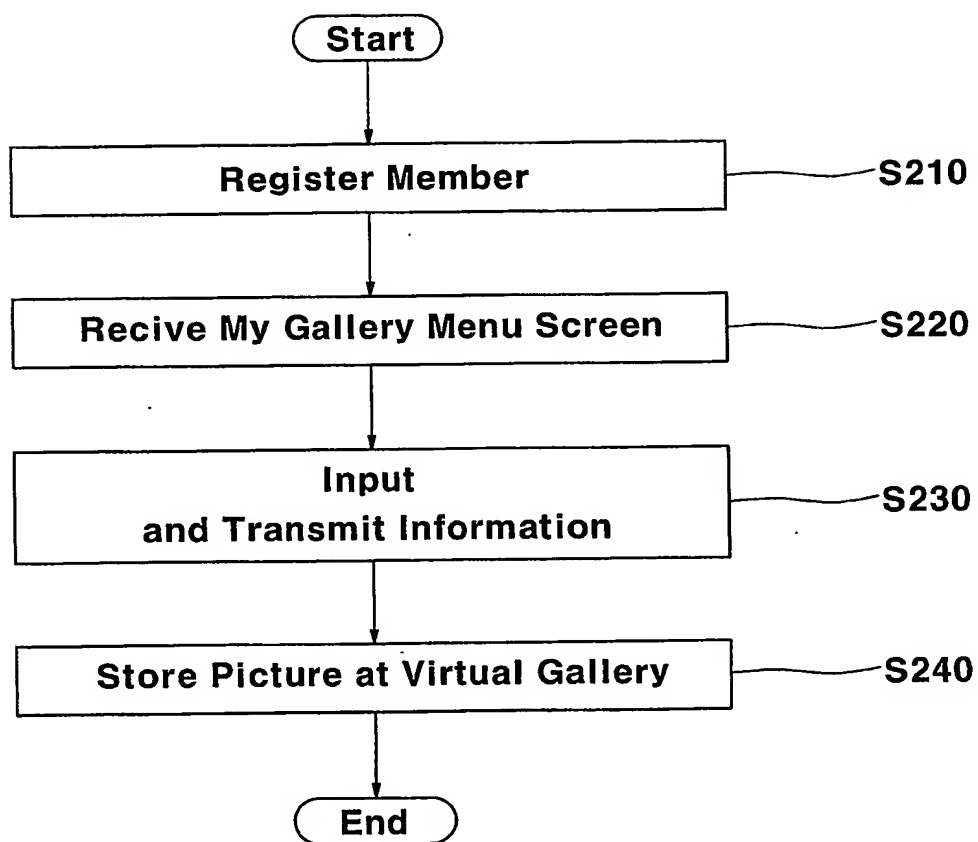 Start
Register Member
S210
Recive My Gallery Menu Screen
S220
Input
and Transmit Information
S230
Store Picture at Virtual Gallery
S240
End